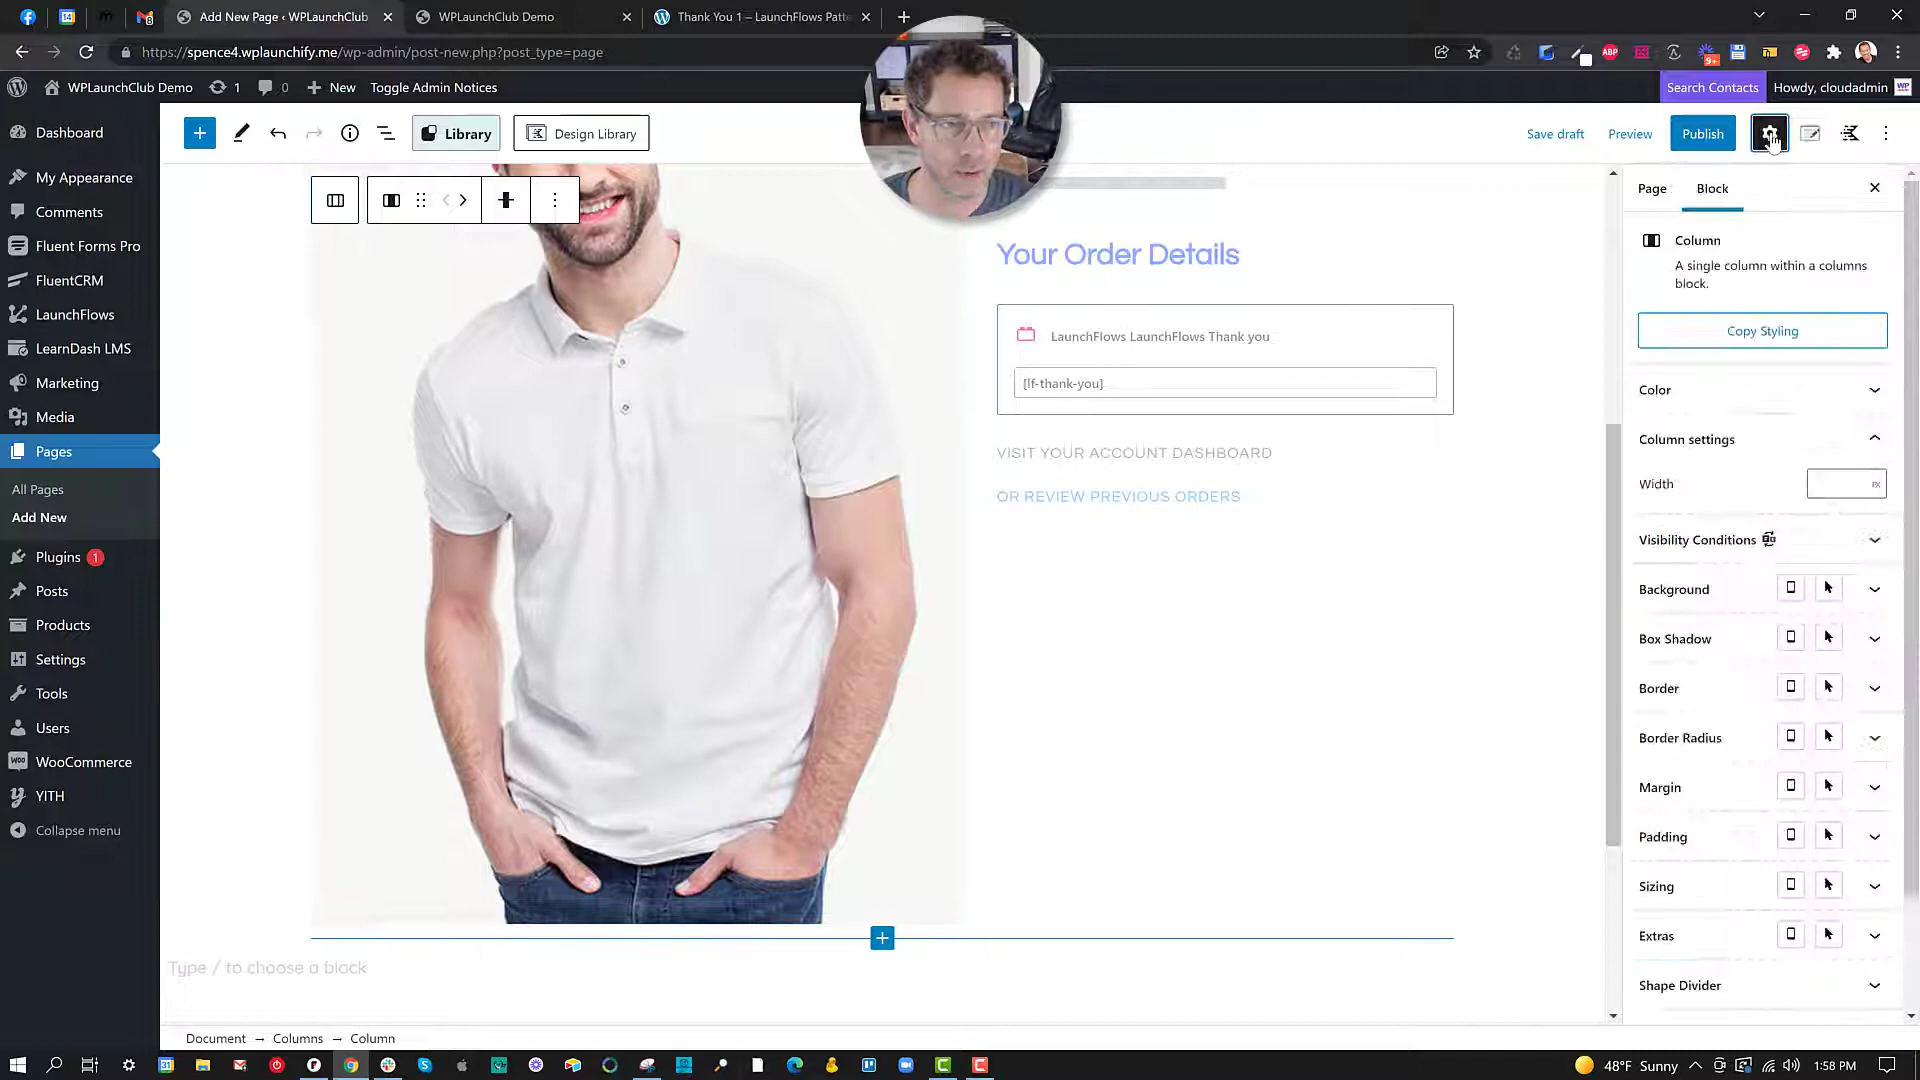 Add New Page ‹ WPLaunchClub
WPLaunchClub Demo
Thank You 1 – LaunchFlows Patte
https://spence4.wplaunchify.me/wp-admin/post-new.php?post_type=page
ABP
9+
WPLaunchClub Demo
1
0
New
Toggle Admin Notices
Search Contacts
Howdy, cloudadmin
WP
Dashboard
My Appearance
Comments
Fluent Forms Pro
FluentCRM
LaunchFlows
LearnDash LMS
Marketing
Media
Pages
All Pages
Add New
Plugins 1
Posts
Products
Settings
Tools
Users
WooCommerce
YITH
Collapse menu
Library
Design Library
Save draft
Preview
Publish
Your Order Details
LaunchFlows LaunchFlows Thank you
[lf-thank-you]
VISIT YOUR ACCOUNT DASHBOARD
OR REVIEW PREVIOUS ORDERS
Type / to choose a block
Document → Columns → Column
Page
Block
Column
A single column within a columns
block.
Copy Styling
Color
Column settings
Width
PX
Visibility Conditions
Background
Box Shadow
Border
Border Radius
Margin
Padding
Sizing
Extras
Shape Divider
48°F Sunny
1:58 PM